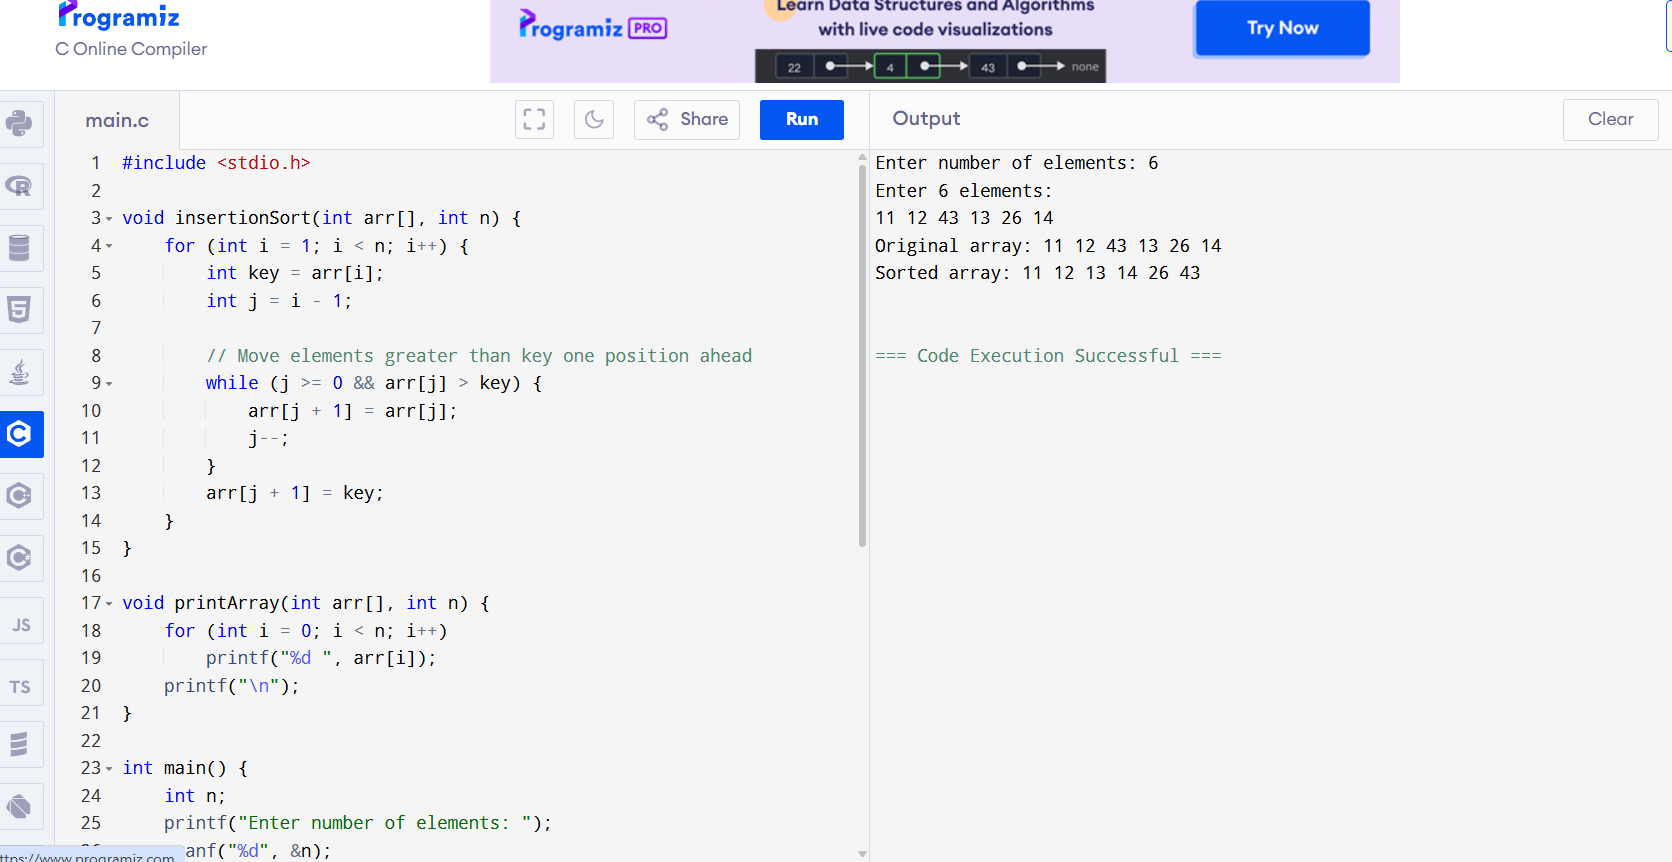 Programiz
C Online Compiler
Programiz PRO
Learn Data Structures and Algorithms
with live code visualizations
22 4 43 none
Try Now
main.c
Share
Run
Output
Clear
1 #include <stdio.h>
2
3 void insertionSort(int arr[], int n) {
4 for (int i = 1; i < n; i++) {
5 int key = arr[i];
6 int j = i - 1;
7
8 // Move elements greater than key one position ahead
9 while (j >= 0 && arr[j] > key) {
10 arr[j + 1] = arr[j];
11 j--;
12 }
13 arr[j + 1] = key;
14 }
15 }
16
17 void printArray(int arr[], int n) {
18 for (int i = 0; i < n; i++)
19 printf("%d ", arr[i]);
20 printf("\n");
21 }
22
23 int main() {
24 int n;
25 printf("Enter number of elements: ");
anf("%d", &n);
Enter number of elements: 6
Enter 6 elements:
11 12 43 13 26 14
Original array: 11 12 43 13 26 14
Sorted array: 11 12 13 14 26 43
=== Code Execution Successful ===
JS
TS
ttps://www.programiz.com